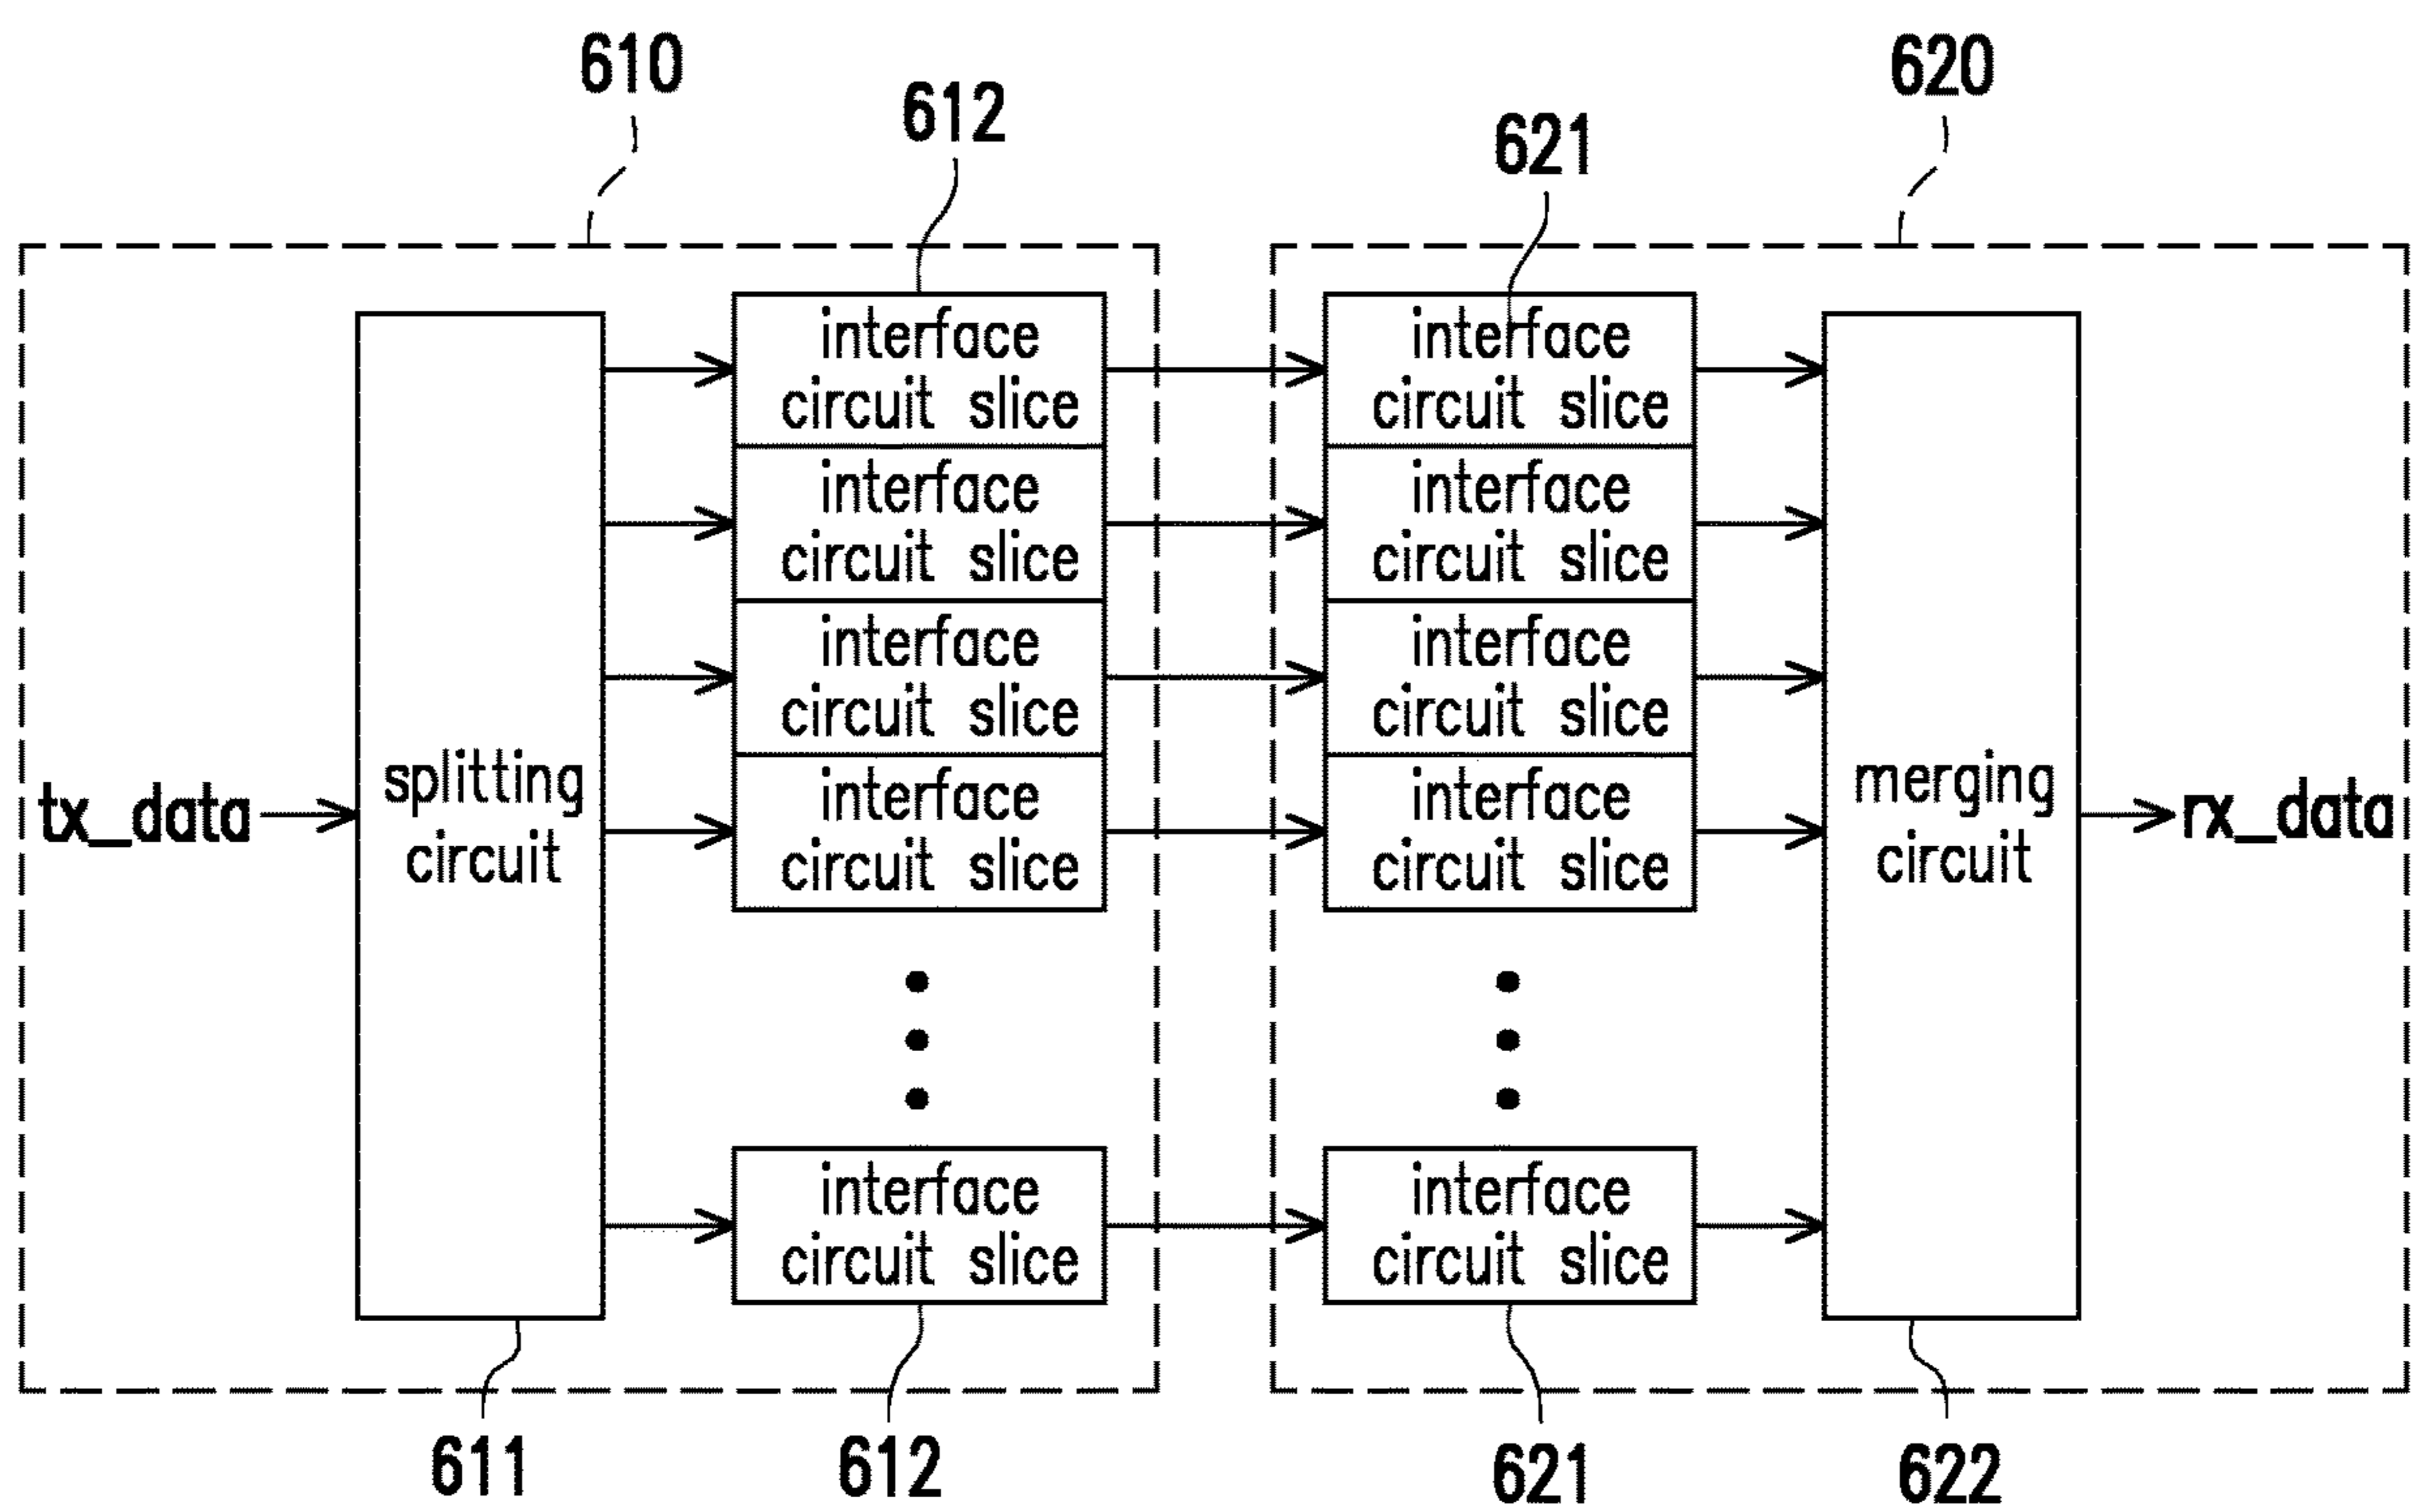 610
612
621
620
interface
circuit slice
interface
circuit slice
interface
circuit slice
interface
circuit slice
interface
circuit slice
interface
circuit slice
interface
circuit slice
interface
circuit slice
tx_data
splitting
circuit
merging
circuit
rx_data
interface
circuit slice
interface
circuit slice
611
612
621
622